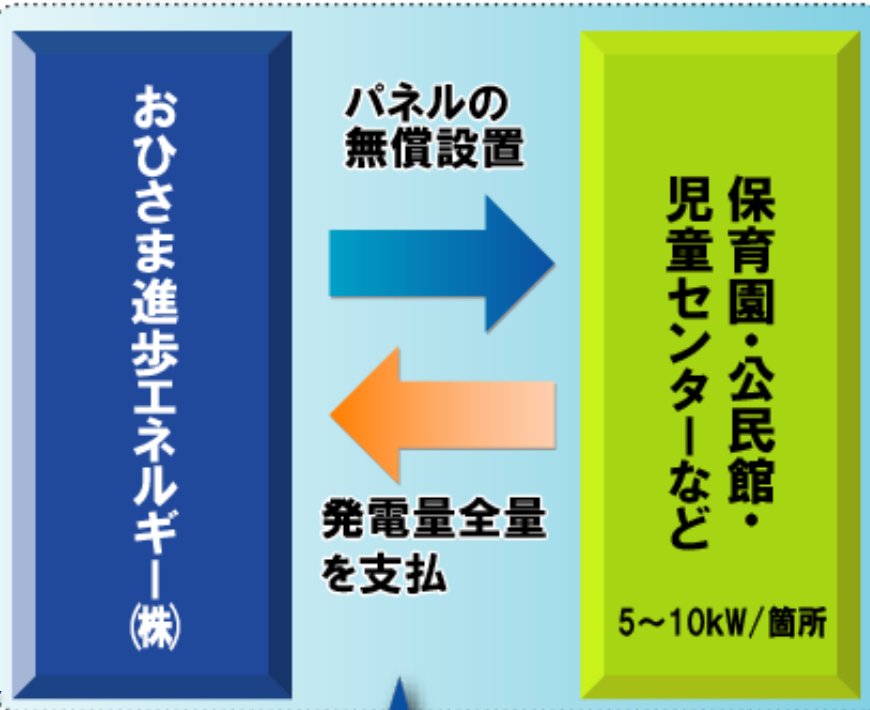 おひさま進歩エネルギー㈱
パネルの
無償設置
発電量全量
を支払
保育園・公民館・
児童センターなど
5～10kW/箇所